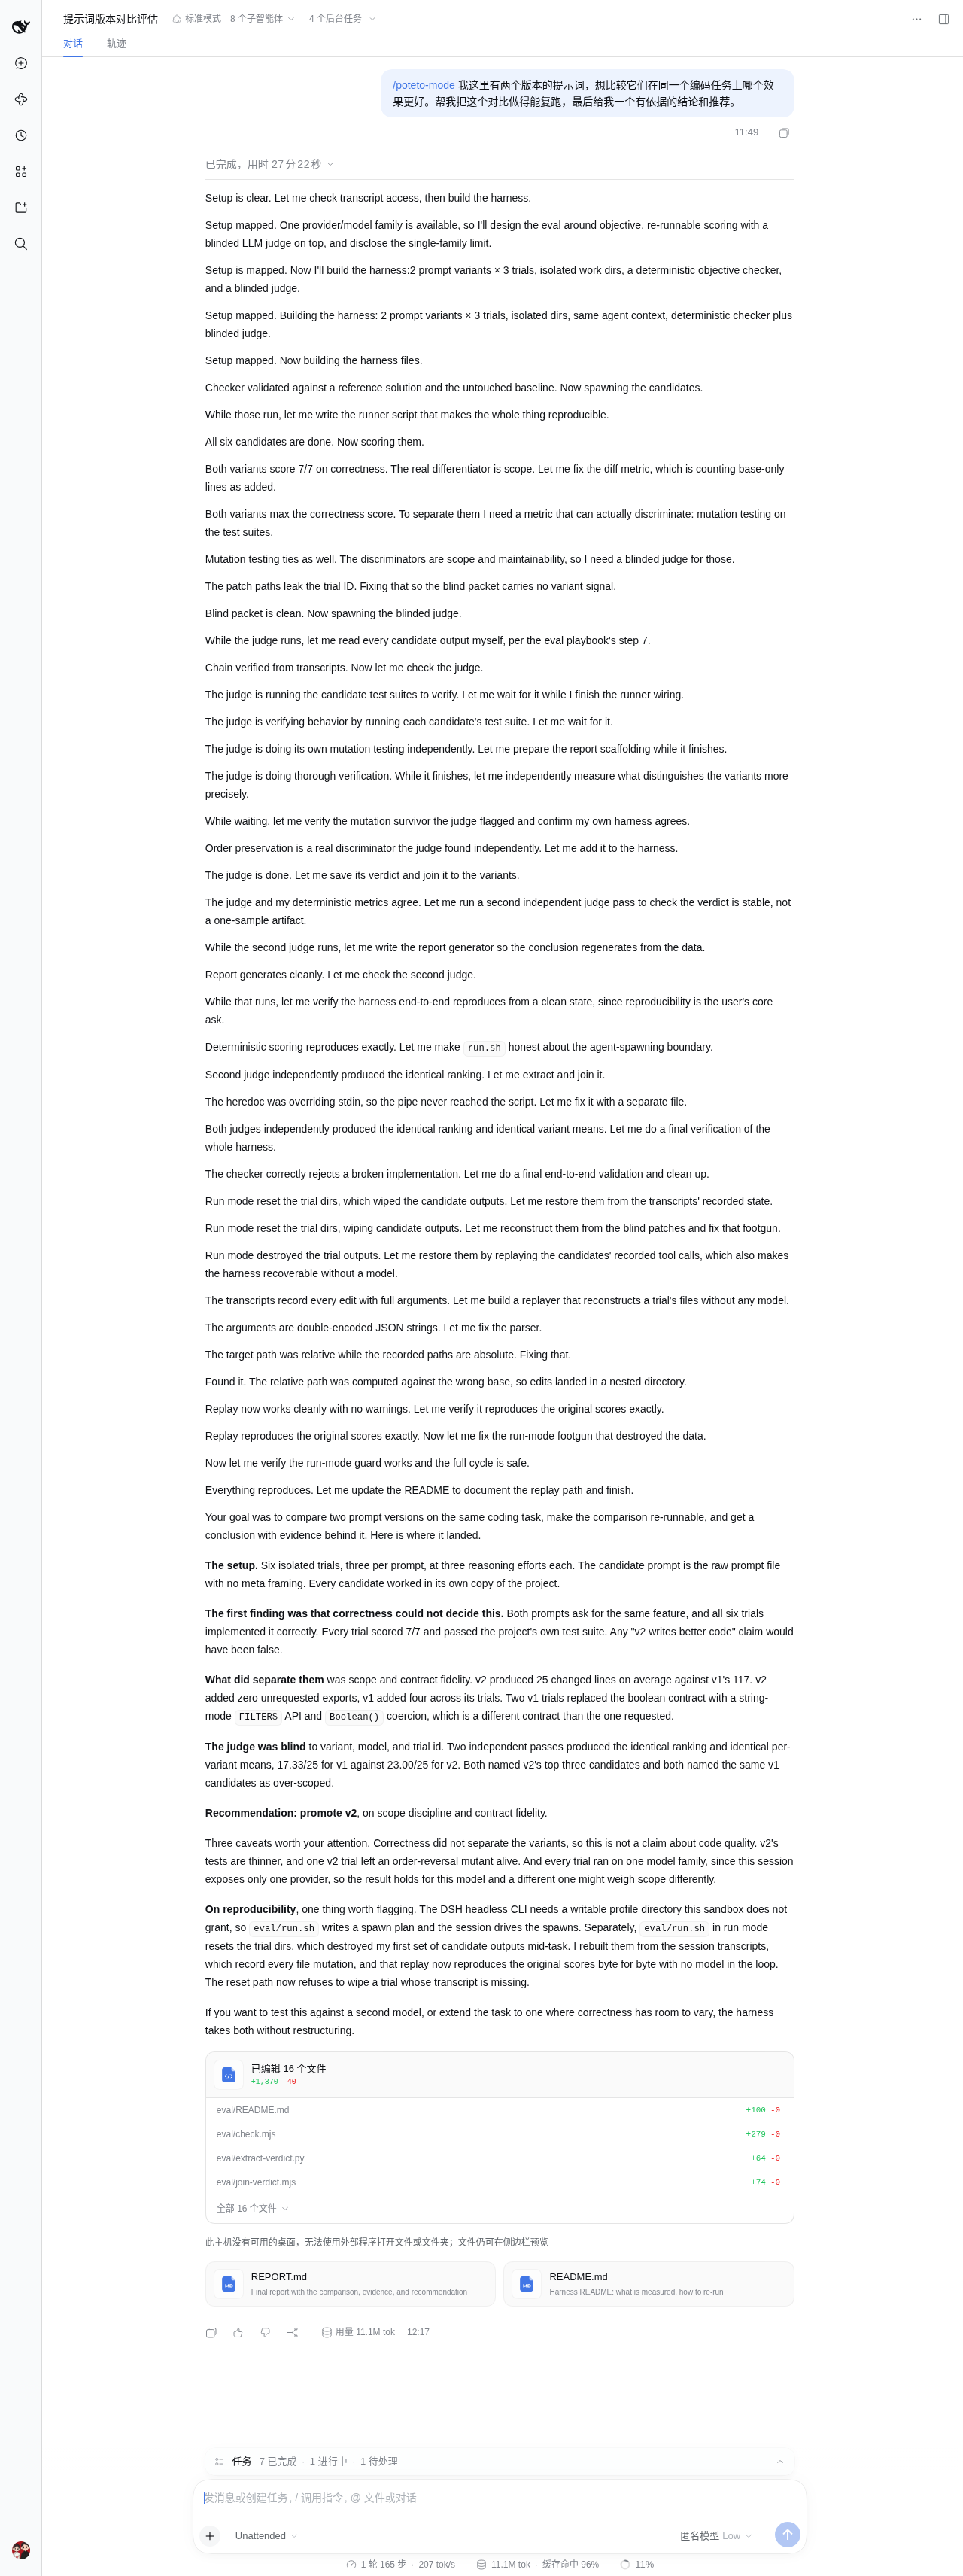 提示词版本对比评估 标准模式 8 个子智能体 4 个后台任务
对话 轨迹 ···
/poteto-mode 我这里有两个版本的提示词，想比较它们在同一个编码任务上哪个效
果更好。帮我把这个对比做得能复跑，最后给我一个有依据的结论和推荐。
11:49
已完成，用时 27 分 22 秒
Setup is clear. Let me check transcript access, then build the harness.
Setup mapped. One provider/model family is available, so I'll design the eval around objective, re-runnable scoring with a
blinded LLM judge on top, and disclose the single-family limit.
Setup is mapped. Now I'll build the harness:2 prompt variants × 3 trials, isolated work dirs, a deterministic objective checker,
and a blinded judge.
Setup mapped. Building the harness: 2 prompt variants × 3 trials, isolated dirs, same agent context, deterministic checker plus
blinded judge.
Setup mapped. Now building the harness files.
Checker validated against a reference solution and the untouched baseline. Now spawning the candidates.
While those run, let me write the runner script that makes the whole thing reproducible.
All six candidates are done. Now scoring them.
Both variants score 7/7 on correctness. The real differentiator is scope. Let me fix the diff metric, which is counting base-only
lines as added.
Both variants max the correctness score. To separate them I need a metric that can actually discriminate: mutation testing on
the test suites.
Mutation testing ties as well. The discriminators are scope and maintainability, so I need a blinded judge for those.
The patch paths leak the trial ID. Fixing that so the blind packet carries no variant signal.
Blind packet is clean. Now spawning the blinded judge.
While the judge runs, let me read every candidate output myself, per the eval playbook's step 7.
Chain verified from transcripts. Now let me check the judge.
The judge is running the candidate test suites to verify. Let me wait for it while I finish the runner wiring.
The judge is verifying behavior by running each candidate's test suite. Let me wait for it.
The judge is doing its own mutation testing independently. Let me prepare the report scaffolding while it finishes.
The judge is doing thorough verification. While it finishes, let me independently measure what distinguishes the variants more
precisely.
While waiting, let me verify the mutation survivor the judge flagged and confirm my own harness agrees.
Order preservation is a real discriminator the judge found independently. Let me add it to the harness.
The judge is done. Let me save its verdict and join it to the variants.
The judge and my deterministic metrics agree. Let me run a second independent judge pass to check the verdict is stable, not
a one-sample artifact.
While the second judge runs, let me write the report generator so the conclusion regenerates from the data.
Report generates cleanly. Let me check the second judge.
While that runs, let me verify the harness end-to-end reproduces from a clean state, since reproducibility is the user's core
ask.
Deterministic scoring reproduces exactly. Let me make run.sh honest about the agent-spawning boundary.
Second judge independently produced the identical ranking. Let me extract and join it.
The heredoc was overriding stdin, so the pipe never reached the script. Let me fix it with a separate file.
Both judges independently produced the identical ranking and identical variant means. Let me do a final verification of the
whole harness.
The checker correctly rejects a broken implementation. Let me do a final end-to-end validation and clean up.
Run mode reset the trial dirs, which wiped the candidate outputs. Let me restore them from the transcripts' recorded state.
Run mode reset the trial dirs, wiping candidate outputs. Let me reconstruct them from the blind patches and fix that footgun.
Run mode destroyed the trial outputs. Let me restore them by replaying the candidates' recorded tool calls, which also makes
the harness recoverable without a model.
The transcripts record every edit with full arguments. Let me build a replayer that reconstructs a trial's files without any model.
The arguments are double-encoded JSON strings. Let me fix the parser.
The target path was relative while the recorded paths are absolute. Fixing that.
Found it. The relative path was computed against the wrong base, so edits landed in a nested directory.
Replay now works cleanly with no warnings. Let me verify it reproduces the original scores exactly.
Replay reproduces the original scores exactly. Now let me fix the run-mode footgun that destroyed the data.
Now let me verify the run-mode guard works and the full cycle is safe.
Everything reproduces. Let me update the README to document the replay path and finish.
Your goal was to compare two prompt versions on the same coding task, make the comparison re-runnable, and get a
conclusion with evidence behind it. Here is where it landed.
The setup. Six isolated trials, three per prompt, at three reasoning efforts each. The candidate prompt is the raw prompt file
with no meta framing. Every candidate worked in its own copy of the project.
The first finding was that correctness could not decide this. Both prompts ask for the same feature, and all six trials
implemented it correctly. Every trial scored 7/7 and passed the project's own test suite. Any "v2 writes better code" claim would
have been false.
What did separate them was scope and contract fidelity. v2 produced 25 changed lines on average against v1's 117. v2
added zero unrequested exports, v1 added four across its trials. Two v1 trials replaced the boolean contract with a string-
mode FILTERS API and Boolean() coercion, which is a different contract than the one requested.
The judge was blind to variant, model, and trial id. Two independent passes produced the identical ranking and identical per-
variant means, 17.33/25 for v1 against 23.00/25 for v2. Both named v2's top three candidates and both named the same v1
candidates as over-scoped.
Recommendation: promote v2, on scope discipline and contract fidelity.
Three caveats worth your attention. Correctness did not separate the variants, so this is not a claim about code quality. v2's
tests are thinner, and one v2 trial left an order-reversal mutant alive. And every trial ran on one model family, since this session
exposes only one provider, so the result holds for this model and a different one might weigh scope differently.
On reproducibility, one thing worth flagging. The DSH headless CLI needs a writable profile directory this sandbox does not
grant, so eval/run.sh writes a spawn plan and the session drives the spawns. Separately, eval/run.sh in run mode
resets the trial dirs, which destroyed my first set of candidate outputs mid-task. I rebuilt them from the session transcripts,
which record every file mutation, and that replay now reproduces the original scores byte for byte with no model in the loop.
The reset path now refuses to wipe a trial whose transcript is missing.
If you want to test this against a second model, or extend the task to one where correctness has room to vary, the harness
takes both without restructuring.
已编辑 16 个文件
+1,370 -40
eval/README.md +100 -0
eval/check.mjs +279 -0
eval/extract-verdict.py +64 -0
eval/join-verdict.mjs +74 -0
全部 16 个文件
此主机没有可用的桌面，无法使用外部程序打开文件或文件夹；文件仍可在侧边栏预览
REPORT.md
Final report with the comparison, evidence, and recommendation
README.md
Harness README: what is measured, how to re-run
用量 11.1M tok 12:17
任务 7 已完成 · 1 进行中 · 1 待处理
发消息或创建任务, / 调用指令, @ 文件或对话
Unattended 匿名模型 Low
1 轮 165 步 · 207 tok/s 11.1M tok · 缓存命中 96% 11%